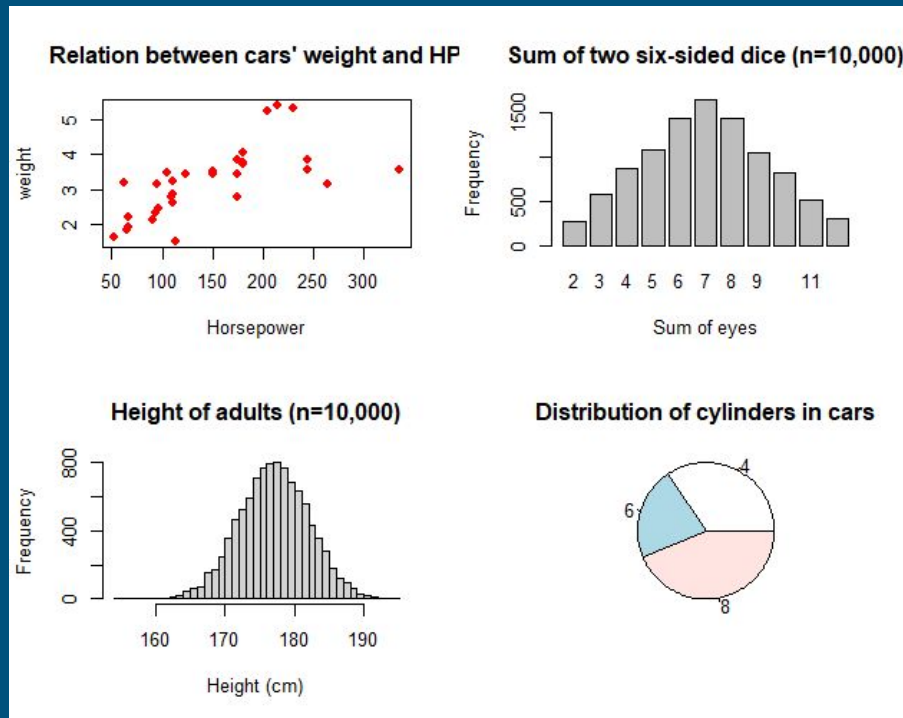 Relation between cars' weight and HP
weight
5
4
3
2
50 100 150 200 250 300
Horsepower
Sum of two six-sided dice (n=10,000)
Frequency
1500
500
0
2 3 4 5 6 7 8 9 11
Sum of eyes
Height of adults (n=10,000)
Frequency
800
400
0
160 170 180 190
Height (cm)
Distribution of cylinders in cars
4
6
8